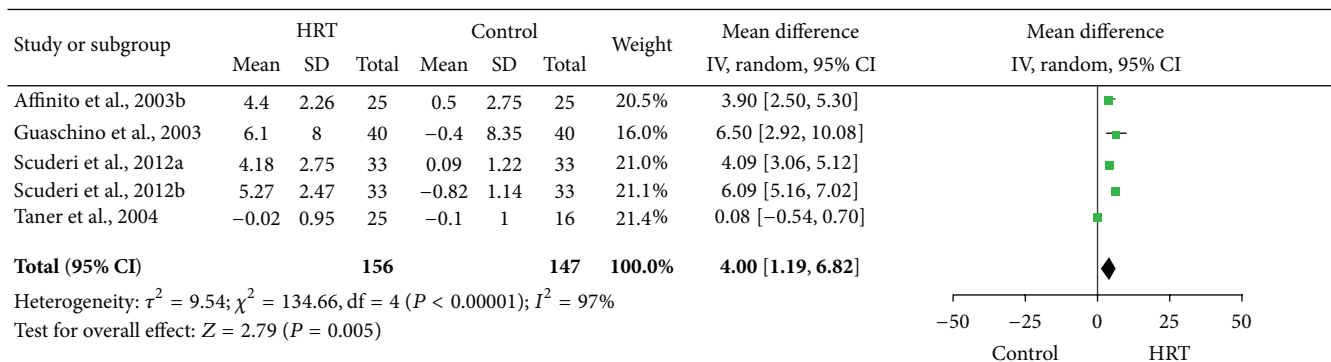 Study or subgroup HRT Control Weight Mean difference Mean difference
Mean SD Total Mean SD Total IV, random, 95% CI IV, random, 95% CI
Affinito et al., 2003b 4.4 2.26 25 0.5 2.75 25 20.5% 3.90 [2.50, 5.30]
Guaschino et al., 2003 6.1 8 40 −0.4 8.35 40 16.0% 6.50 [2.92, 10.08]
Scuderi et al., 2012a 4.18 2.75 33 0.09 1.22 33 21.0% 4.09 [3.06, 5.12]
Scuderi et al., 2012b 5.27 2.47 33 −0.82 1.14 33 21.1% 6.09 [5.16, 7.02]
Taner et al., 2004 −0.02 0.95 25 −0.1 1 16 21.4% 0.08 [−0.54, 0.70]
Total (95% CI) 156 147 100.0% 4.00 [1.19, 6.82]
Heterogeneity: τ² = 9.54; χ² = 134.66, df = 4 (P < 0.00001); I² = 97%
Test for overall effect: Z = 2.79 (P = 0.005)
−50 −25 0 25 50
Control HRT